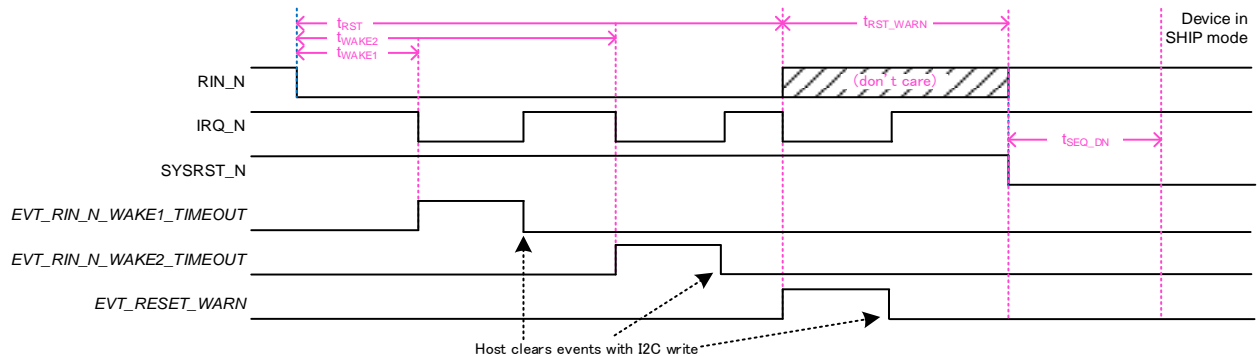 tRST
tRST_WARN
Device in
SHIP mode
tWAKE2
tWAKE1
RIN_N
(don't care)
IRQ_N
tSEQ_DN
SYSRST_N
EVT_RIN_N_WAKE1_TIMEOUT
EVT_RIN_N_WAKE2_TIMEOUT
EVT_RESET_WARN
Host clears events with I2C write